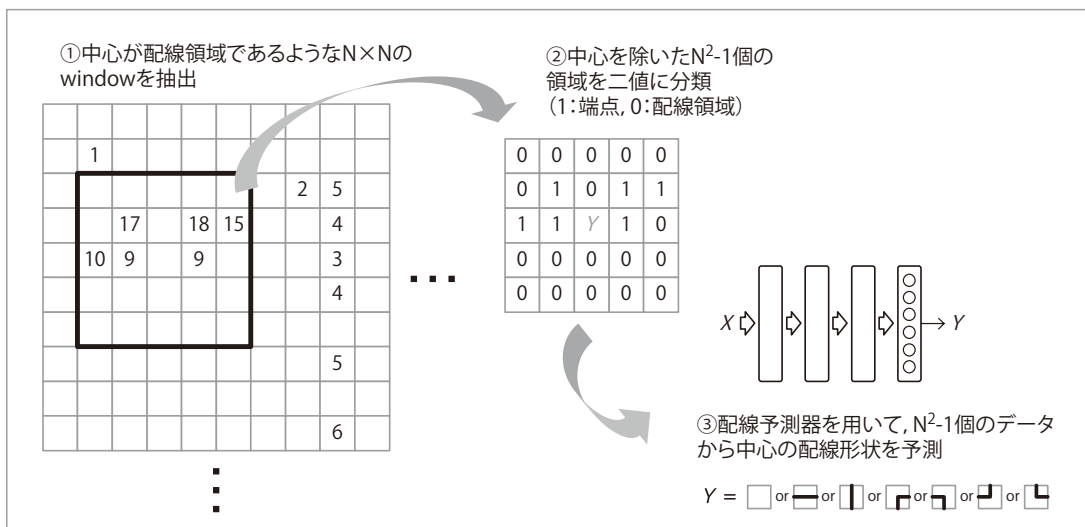 ①中心が配線領域であるようなN×Nの
windowを抽出
②中心を除いたN²-1個の
領域を二値に分類
(1:端点, 0:配線領域)
1
2 5
17 18 15 4
10 9 9 3
4
5
6
0 0 0 0 0
0 1 0 1 1
1 1 Y 1 0
0 0 0 0 0
0 0 0 0 0
X Y
③配線予測器を用いて, N²-1個のデータ
から中心の配線形状を予測
Y = or or or or or or